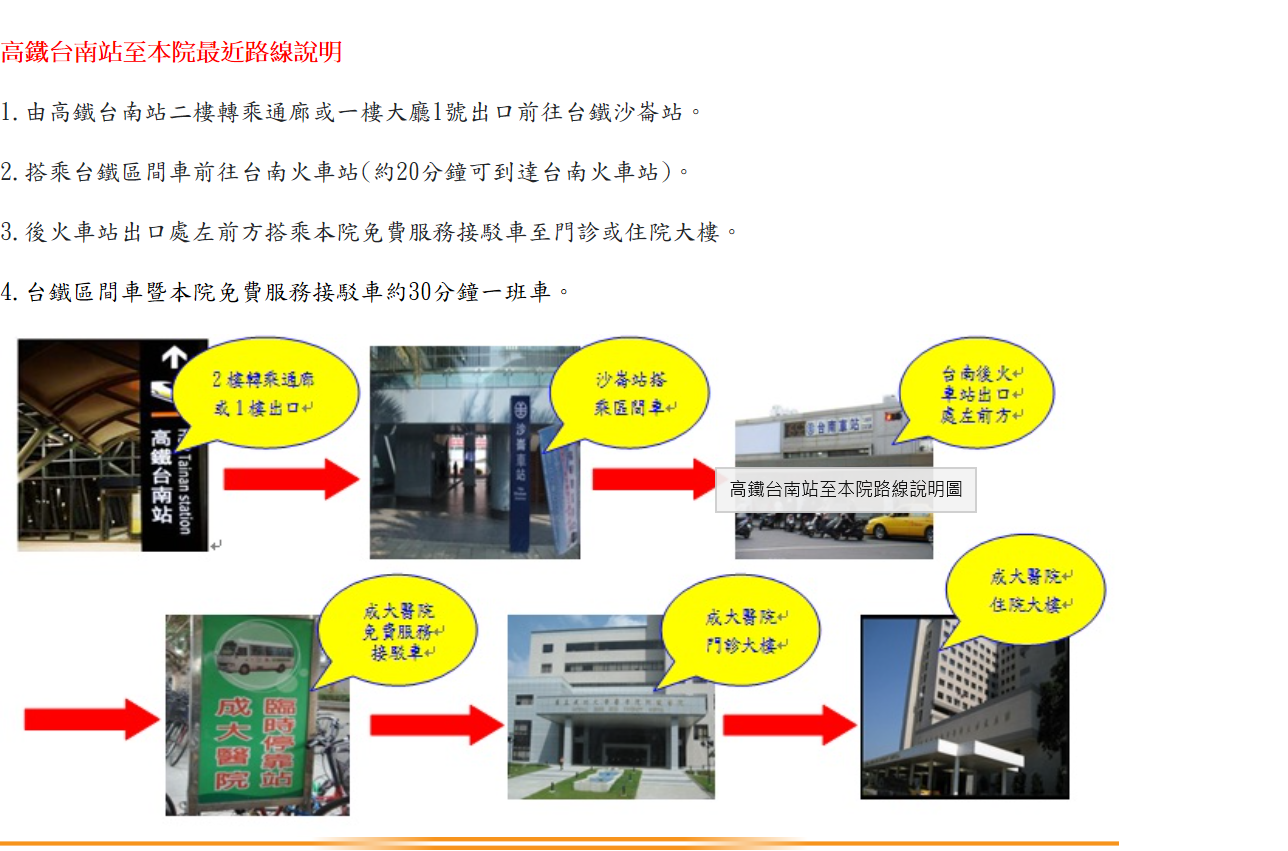 高鐵台南站至本院最近路線說明
1.由高鐵台南站二樓轉乘通廊或一樓大廳1號出口前往台鐵沙崙站。
2.搭乘台鐵區間車前往台南火車站(約20分鐘可到達台南火車站)。
3.後火車站出口處左前方搭乘本院免費服務接駁車至門診或住院大樓。
4.台鐵區間車暨本院免費服務接駁車約30分鐘一班車。
2樓轉乘通廊
或1樓出口
高鐵台南站
Tainan station
沙崙站搭
乘區間車
沙崙車站
台南後火
車站出口
處左前方
台南車站
高鐵台南站至本院路線說明圖
成大醫院
免費服務
接駁車
臨時停靠站
成大醫院
成大醫院
門診大樓
成大醫院
住院大樓